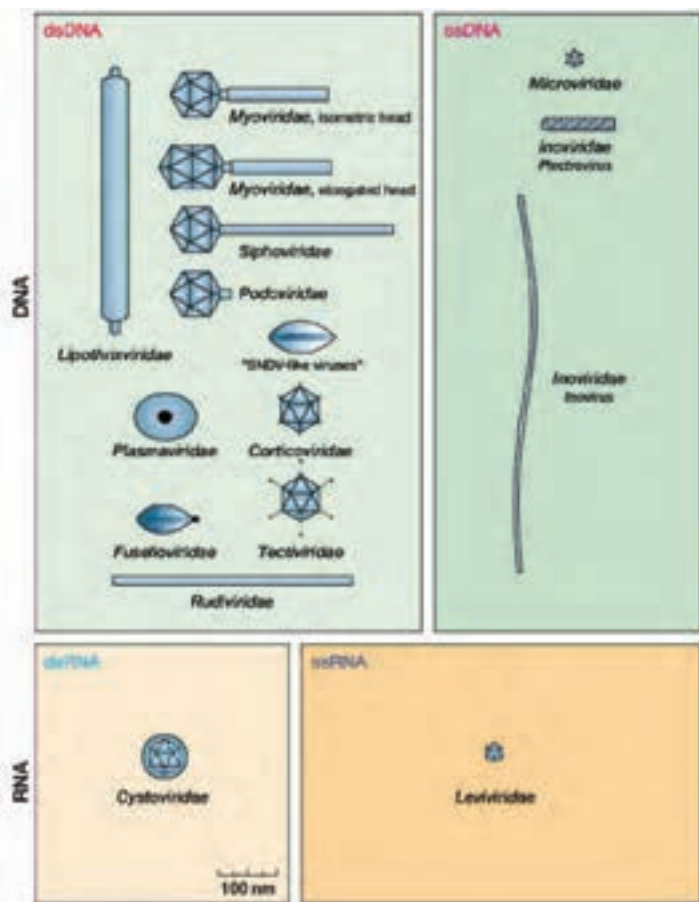 dsDNA
Myoviridae, isometric head
Myoviridae, elongated head
Siphoviridae
Podoviridae
Lipothrixviridae
"SNDV-like viruses"
Plasmaviridae
Corticoviridae
Fuselloviridae
Tectiviridae
Rudiviridae
ssDNA
Microviridae
Inoviridae
Plectrovirus
Inoviridae
Inovirus
DNA
dsRNA
Cystoviridae
100 nm
ssRNA
Leviviridae
RNA